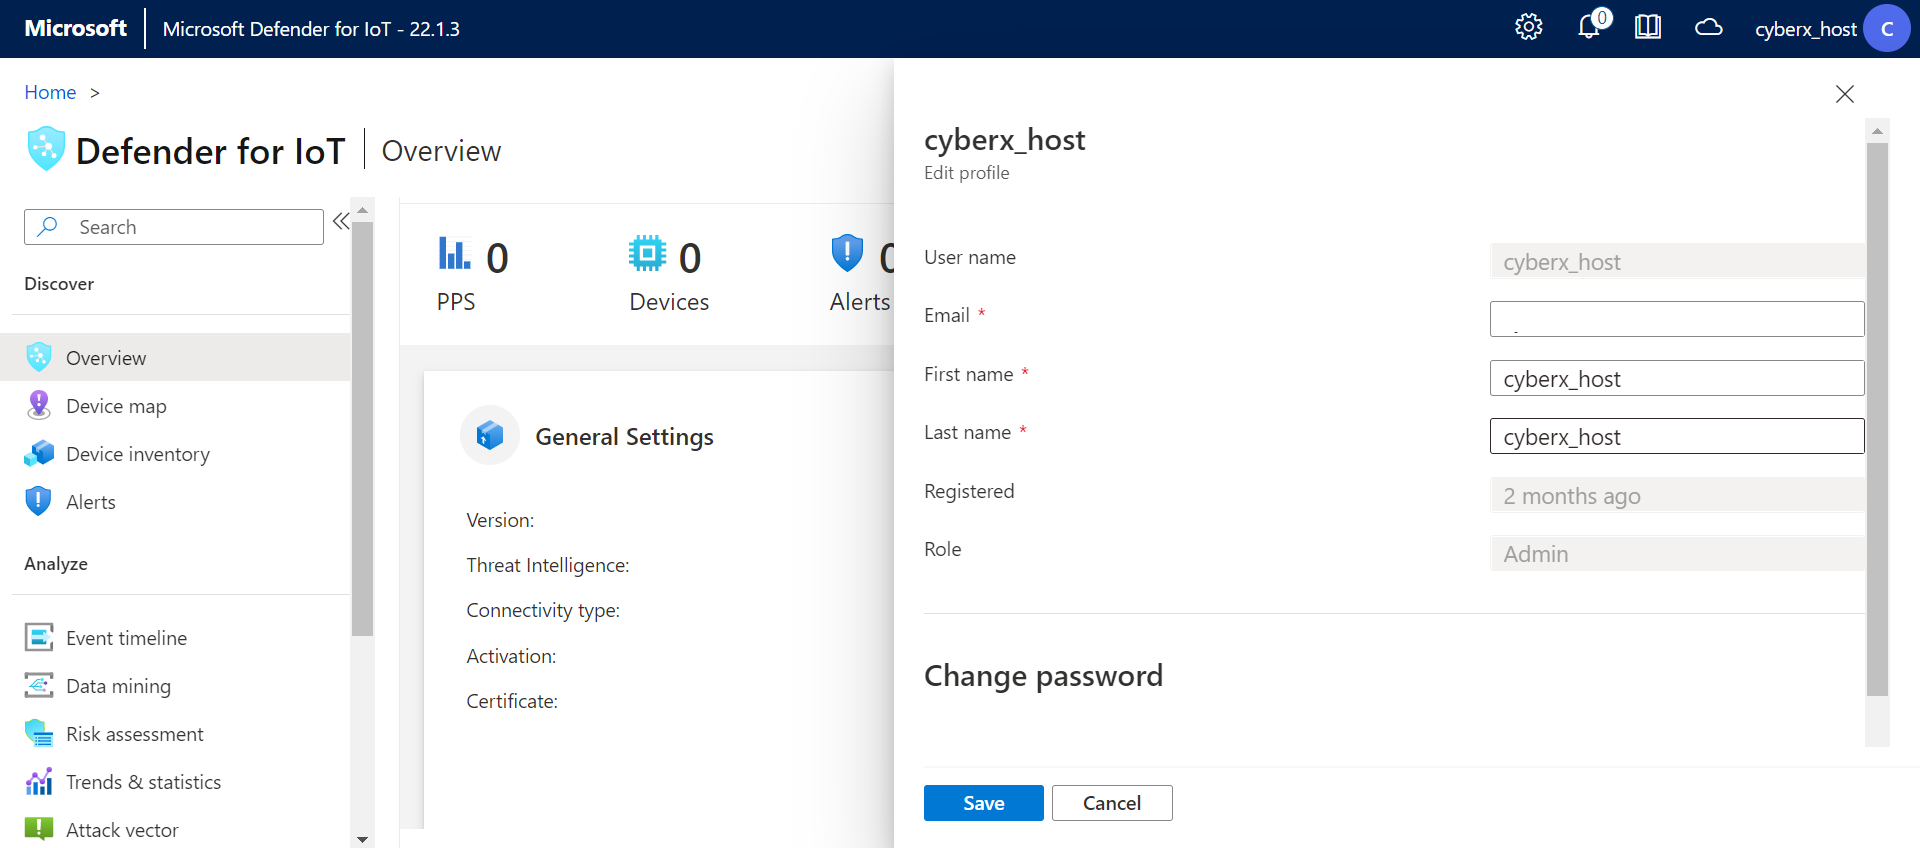 Microsoft
Microsoft Defender for IoT - 22.1.3
0
cyberx_host
C
Home >
Defender for IoT
Overview
Search
Discover
Overview
Device map
Device inventory
Alerts
Analyze
Event timeline
Data mining
Risk assessment
Trends & statistics
Attack vector
0
PPS
0
Devices
0
Alerts
General Settings
Version:
Threat Intelligence:
Connectivity type:
Activation:
Certificate:
cyberx_host
Edit profile
User name
cyberx_host
Email *
First name *
cyberx_host
Last name *
cyberx_host
Registered
2 months ago
Role
Admin
Change password
Save
Cancel